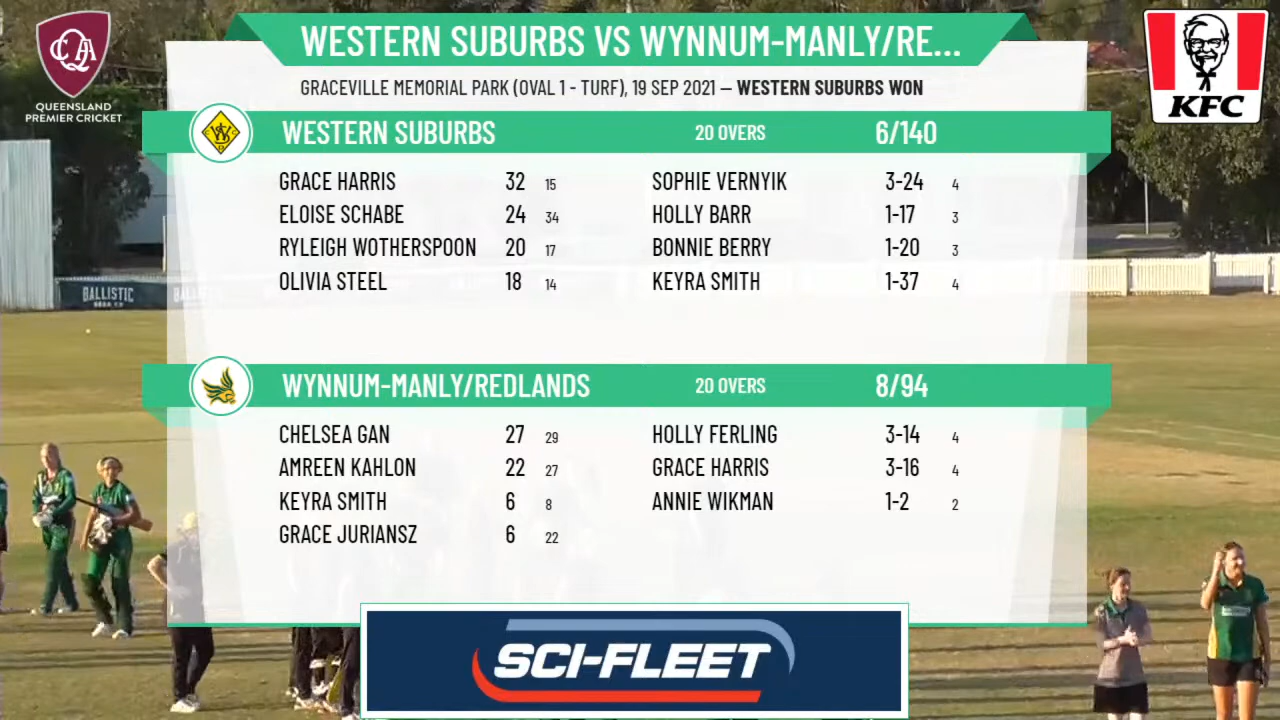 WESTERN SUBURBS VS WYNNUM-MANLY/RE...
GRACEVILLE MEMORIAL PARK (OVAL 1 - TURF), 19 SEP 2021 – WESTERN SUBURBS WON
QUEENSLAND
PREMIER CRICKET
KFC
WESTERN SUBURBS 20 OVERS 6/140
GRACE HARRIS 32 15 SOPHIE VERNYIK 3-24 4
ELOISE SCHABE 24 34 HOLLY BARR 1-17 3
RYLEIGH WOTHERSPOON 20 17 BONNIE BERRY 1-20 3
OLIVIA STEEL 18 14 KEYRA SMITH 1-37 4
BALLISTIC
WYNNUM-MANLY/REDLANDS 20 OVERS 8/94
CHELSEA GAN 27 29 HOLLY FERLING 3-14 4
AMREEN KAHLON 22 27 GRACE HARRIS 3-16 4
KEYRA SMITH 6 8 ANNIE WIKMAN 1-2 2
GRACE JURIANSZ 6 22
SCI-FLEET